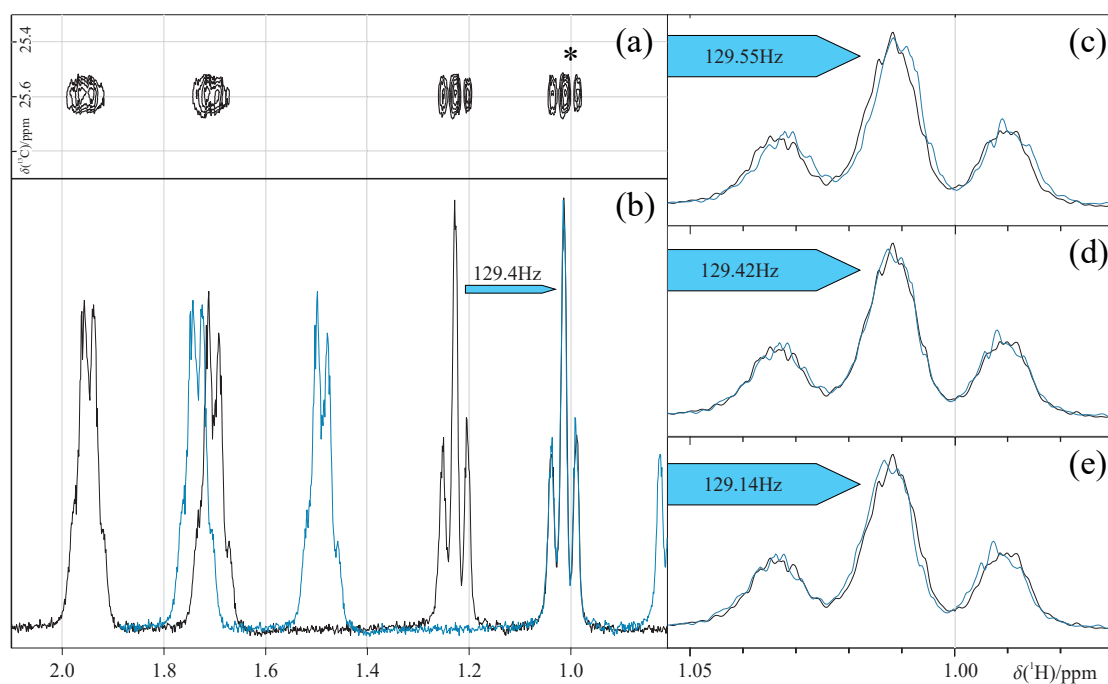 (a)
25.4
25.6
δ(¹³C)/ppm
*
(b)
129.4Hz
2.0 1.8 1.6 1.4 1.2 1.0
(c)
129.55Hz
(d)
129.42Hz
(e)
129.14Hz
1.05 1.00 δ(¹H)/ppm